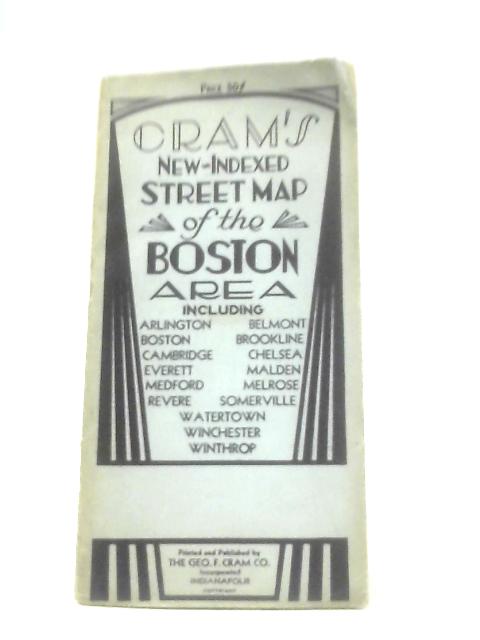 Price 50¢
CRAM'S
NEW-INDEXED
STREET MAP
of the
BOSTON
AREA
INCLUDING
ARLINGTON BELMONT
BOSTON BROOKLINE
CAMBRIDGE CHELSEA
EVERETT MALDEN
MEDFORD MELROSE
REVERE SOMERVILLE
WATERTOWN
WINCHESTER
WINTHROP
Printed and Published by
THE GEO. F. CRAM CO.
Incorporated
INDIANAPOLIS
COPYRIGHT